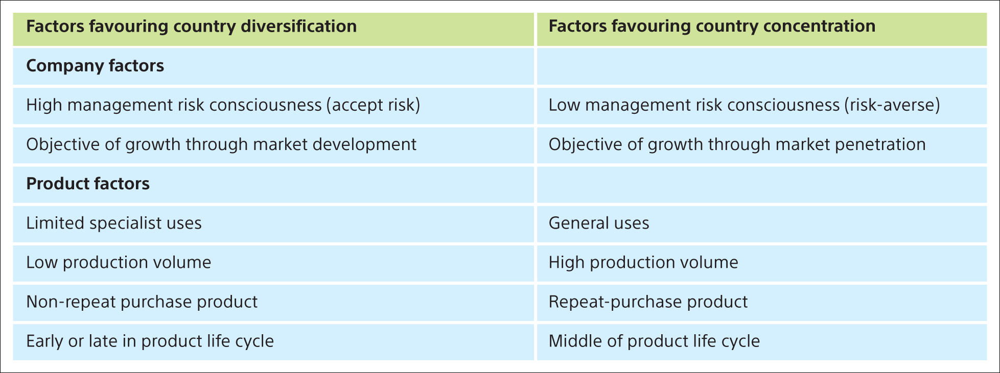 Factors favouring country diversification
Factors favouring country concentration
Company factors
High management risk consciousness (accept risk)
Low management risk consciousness (risk-averse)
Objective of growth through market development
Objective of growth through market penetration
Product factors
Limited specialist uses
General uses
Low production volume
High production volume
Non-repeat purchase product
Repeat-purchase product
Early or late in product life cycle
Middle of product life cycle